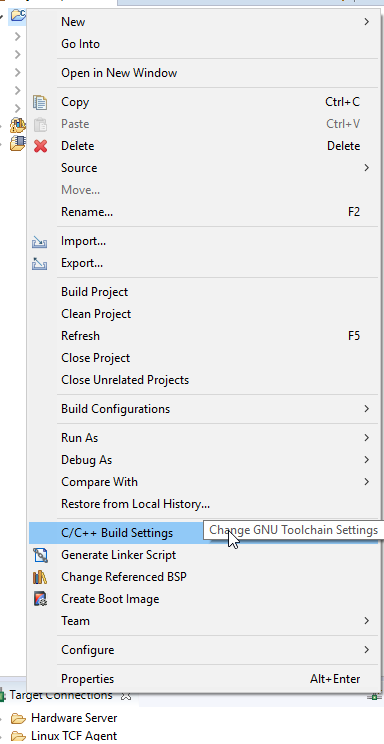 New
Go Into
Open in New Window
Copy Ctrl+C
Paste Ctrl+V
Delete Delete
Source
Move...
Rename... F2
Import...
Export...
Build Project
Clean Project
Refresh F5
Close Project
Close Unrelated Projects
Build Configurations
Run As
Debug As
Compare With
Restore from Local History...
C/C++ Build Settings Change GNU Toolchain Settings
Generate Linker Script
Change Referenced BSP
Create Boot Image
Team
Configure
Properties Alt+Enter
Target Connections
Hardware Server
Linux TCF Agent